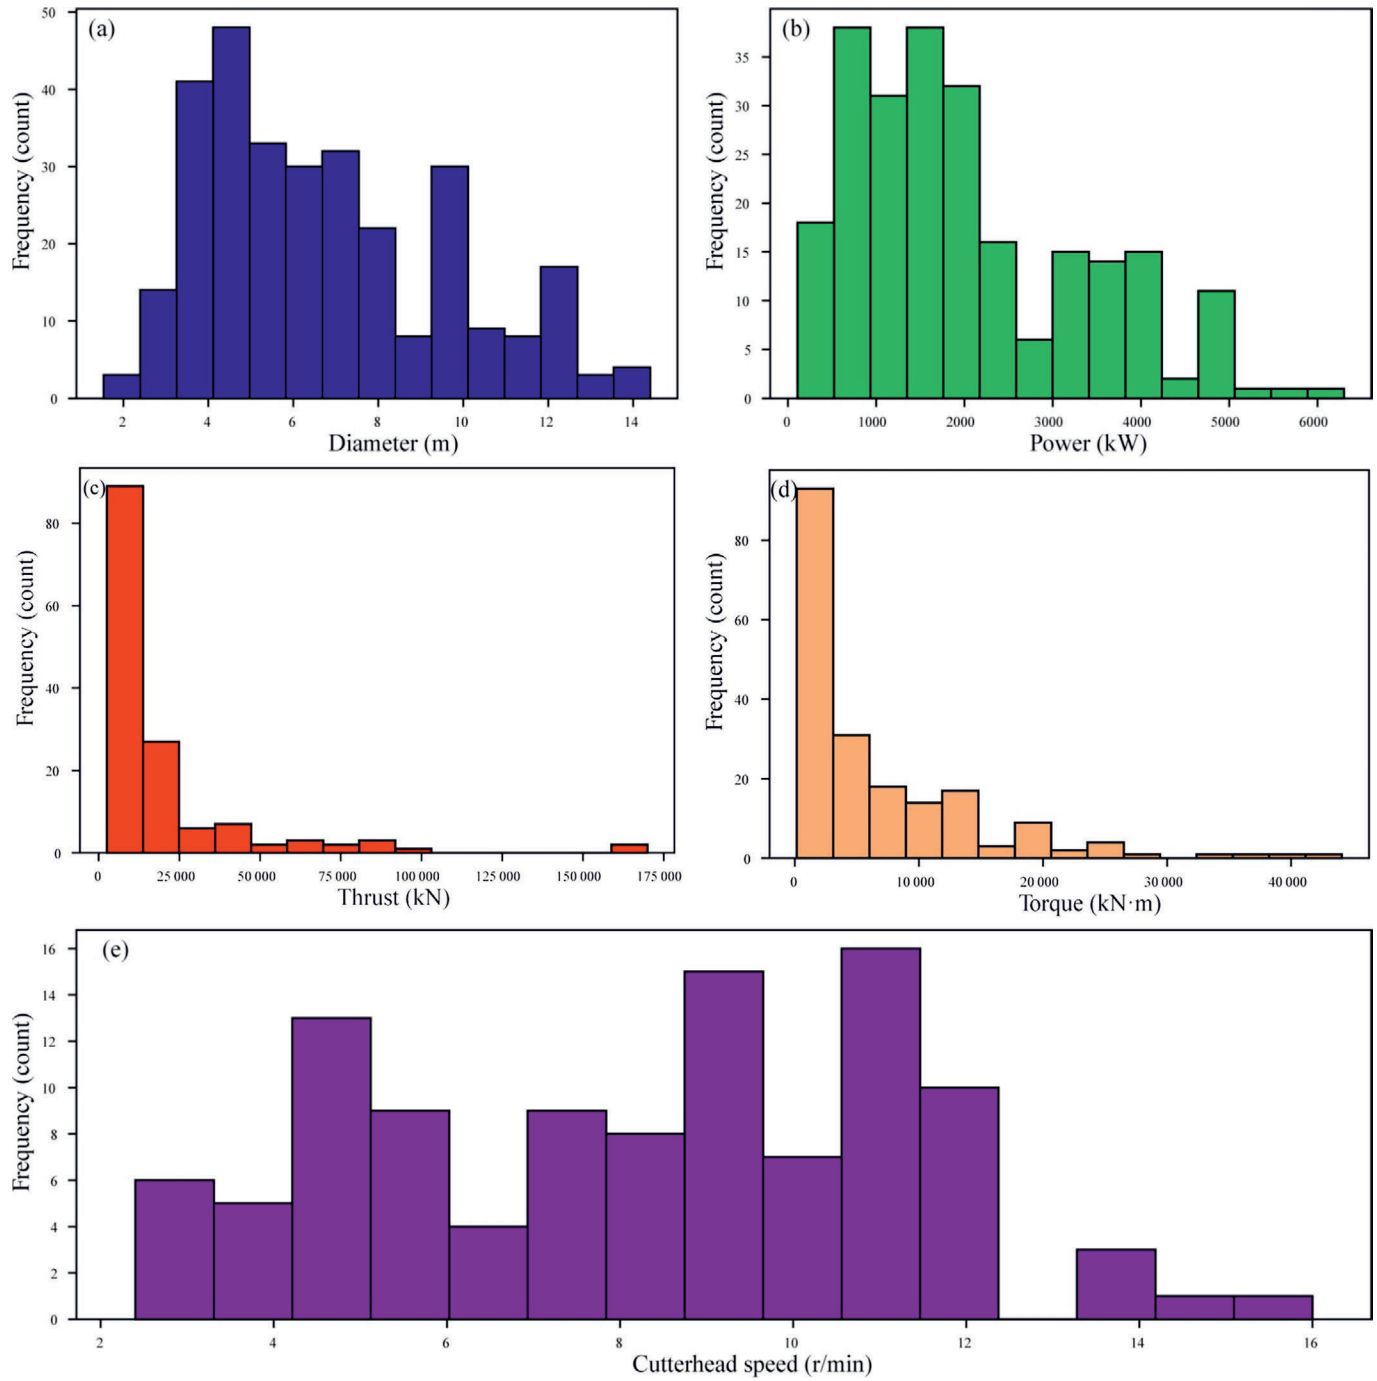 (a)
50
40
30
20
10
0
Frequency (count)
2 4 6 8 10 12 14
Diameter (m)
(b)
35
30
25
20
15
10
5
0
Frequency (count)
0 1000 2000 3000 4000 5000 6000
Power (kW)
(c)
80
60
40
20
0
Frequency (count)
0 25 000 50 000 75 000 100 000 125 000 150 000 175 000
Thrust (kN)
(d)
80
60
40
20
0
Frequency (count)
0 10 000 20 000 30 000 40 000
Torque (kN·m)
(e)
16
14
12
10
8
6
4
2
0
Frequency (count)
2 4 6 8 10 12 14 16
Cutterhead speed (r/min)